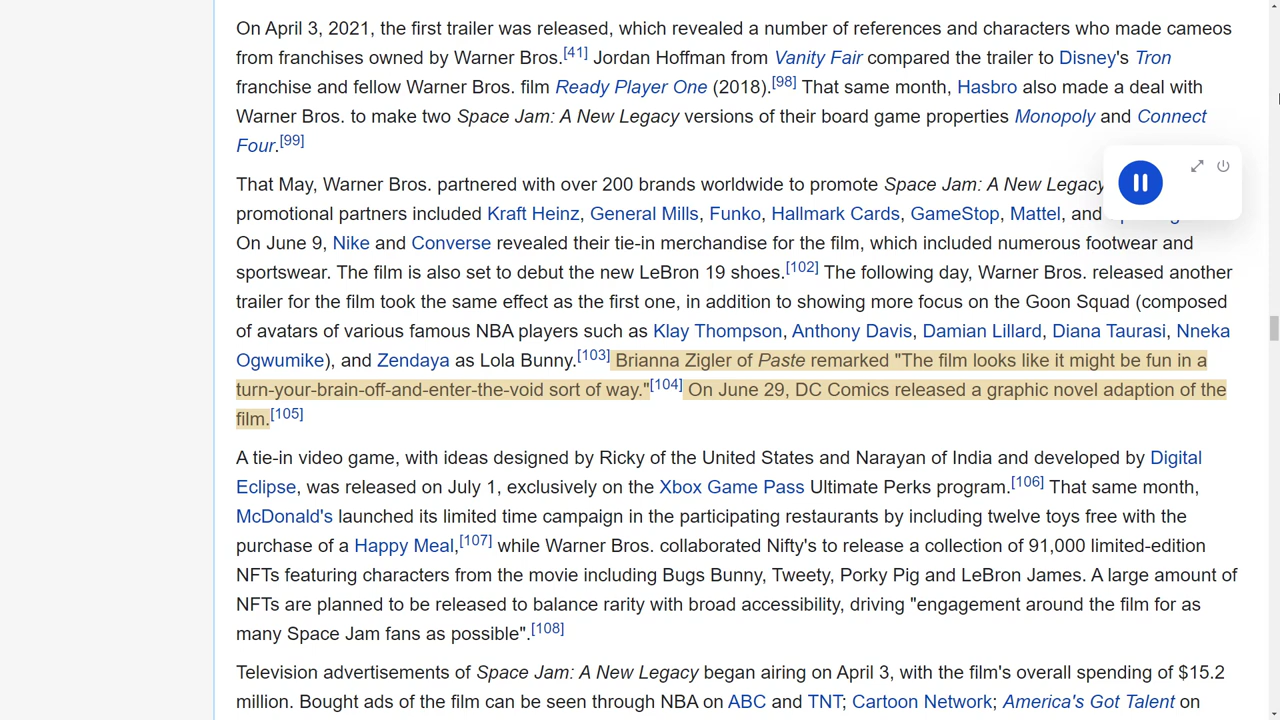 On April 3, 2021, the first trailer was released, which revealed a number of references and characters who made cameos
from franchises owned by Warner Bros.[41] Jordan Hoffman from Vanity Fair compared the trailer to Disney's Tron
franchise and fellow Warner Bros. film Ready Player One (2018).[98] That same month, Hasbro also made a deal with
Warner Bros. to make two Space Jam: A New Legacy versions of their board game properties Monopoly and Connect
Four.[99]
That May, Warner Bros. partnered with over 200 brands worldwide to promote Space Jam: A New Legacy
promotional partners included Kraft Heinz, General Mills, Funko, Hallmark Cards, GameStop, Mattel, and
On June 9, Nike and Converse revealed their tie-in merchandise for the film, which included numerous footwear and
sportswear. The film is also set to debut the new LeBron 19 shoes.[102] The following day, Warner Bros. released another
trailer for the film took the same effect as the first one, in addition to showing more focus on the Goon Squad (composed
of avatars of various famous NBA players such as Klay Thompson, Anthony Davis, Damian Lillard, Diana Taurasi, Nneka
Ogwumike), and Zendaya as Lola Bunny.[103] Brianna Zigler of Paste remarked "The film looks like it might be fun in a
turn-your-brain-off-and-enter-the-void sort of way."[104] On June 29, DC Comics released a graphic novel adaption of the
film.[105]
A tie-in video game, with ideas designed by Ricky of the United States and Narayan of India and developed by Digital
Eclipse, was released on July 1, exclusively on the Xbox Game Pass Ultimate Perks program.[106] That same month,
McDonald's launched its limited time campaign in the participating restaurants by including twelve toys free with the
purchase of a Happy Meal,[107] while Warner Bros. collaborated Nifty's to release a collection of 91,000 limited-edition
NFTs featuring characters from the movie including Bugs Bunny, Tweety, Porky Pig and LeBron James. A large amount of
NFTs are planned to be released to balance rarity with broad accessibility, driving "engagement around the film for as
many Space Jam fans as possible".[108]
Television advertisements of Space Jam: A New Legacy began airing on April 3, with the film's overall spending of $15.2
million. Bought ads of the film can be seen through NBA on ABC and TNT; Cartoon Network; America's Got Talent on